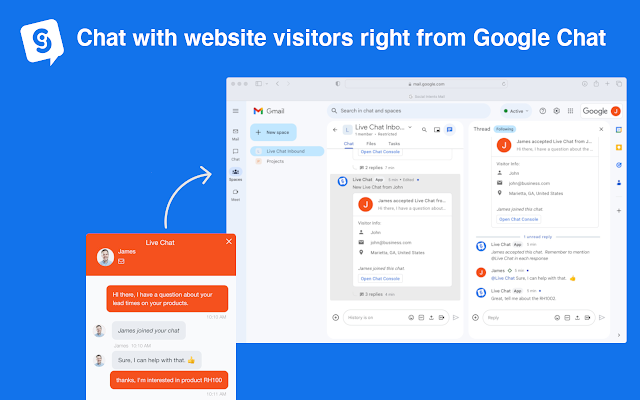 Chat with website visitors right from Google Chat
mail.google.com
Gmail
Search in chat and spaces
Active
Google
J
Mail
Chat
Spaces
Meet
New space
Live Chat Inbound
Projects
L
Live Chat Inbo...
1 member • Restricted
Chat
Files
Tasks
Open Chat Console
2 replies 7 min
Live Chat App 5 min • Edited
New Live Chat from John
J
James accepted Live Chat fro...
Hi there, I have a question abou...
Visitor Info:
John
john@business.com
Marietta, GA, United States
James joined this chat.
Open Chat Console
3 replies 4 min
History is on
Thread
Following
J
James accepted Live Chat from J...
Hi there, I have a question about...
Visitor Info:
John
john@business.com
Marietta, GA, United States
James joined this chat.
Open Chat Console
1 unread reply
Live Chat App 5 min
James accepted this chat. Remember to mention
@Live Chat in each response
J
James 5 min
@Live Chat Sure, I can help with that. 👍
Live Chat App 0 min
Great, tell me about the RH1002.
Reply
Live Chat
James
Hi there, I have a question about your
lead times on your products.
10:12 AM
James joined your chat
James 10:10 AM
Sure, I can help with that. 👍
thanks, I'm interested in product RH100